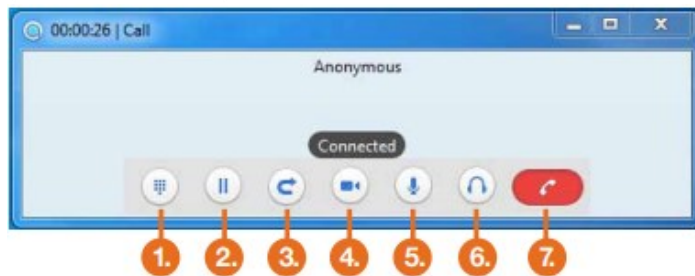 00:00:26 | Call
Anonymous
Connected
1. 2. 3. 4. 5. 6. 7.